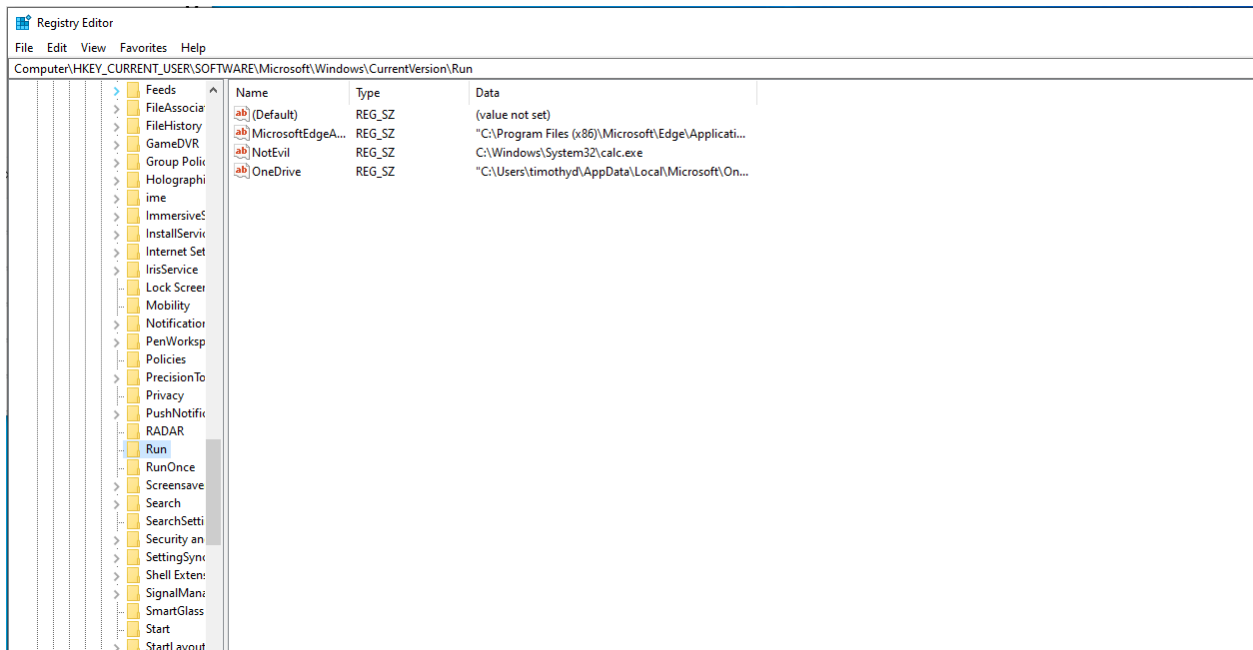 Registry Editor
File Edit View Favorites Help
Computer\HKEY_CURRENT_USER\SOFTWARE\Microsoft\Windows\CurrentVersion\Run
Feeds
FileAssociat
FileHistory
GameDVR
Group Polic
Holographi
ime
ImmersiveS
InstallServic
Internet Set
IrisService
Lock Screen
Mobility
Notification
PenWorksp
Policies
PrecisionTo
Privacy
PushNotific
RADAR
Run
RunOnce
Screensave
Search
SearchSetti
Security an
SettingSync
Shell Extens
SignalMana
SmartGlass
Start
StartLayout
Name Type Data
(Default) REG_SZ (value not set)
MicrosoftEdgeA... REG_SZ "C:\Program Files (x86)\Microsoft\Edge\Applicati...
NotEvil REG_SZ C:\Windows\System32\calc.exe
OneDrive REG_SZ "C:\Users\timothyd\AppData\Local\Microsoft\On...